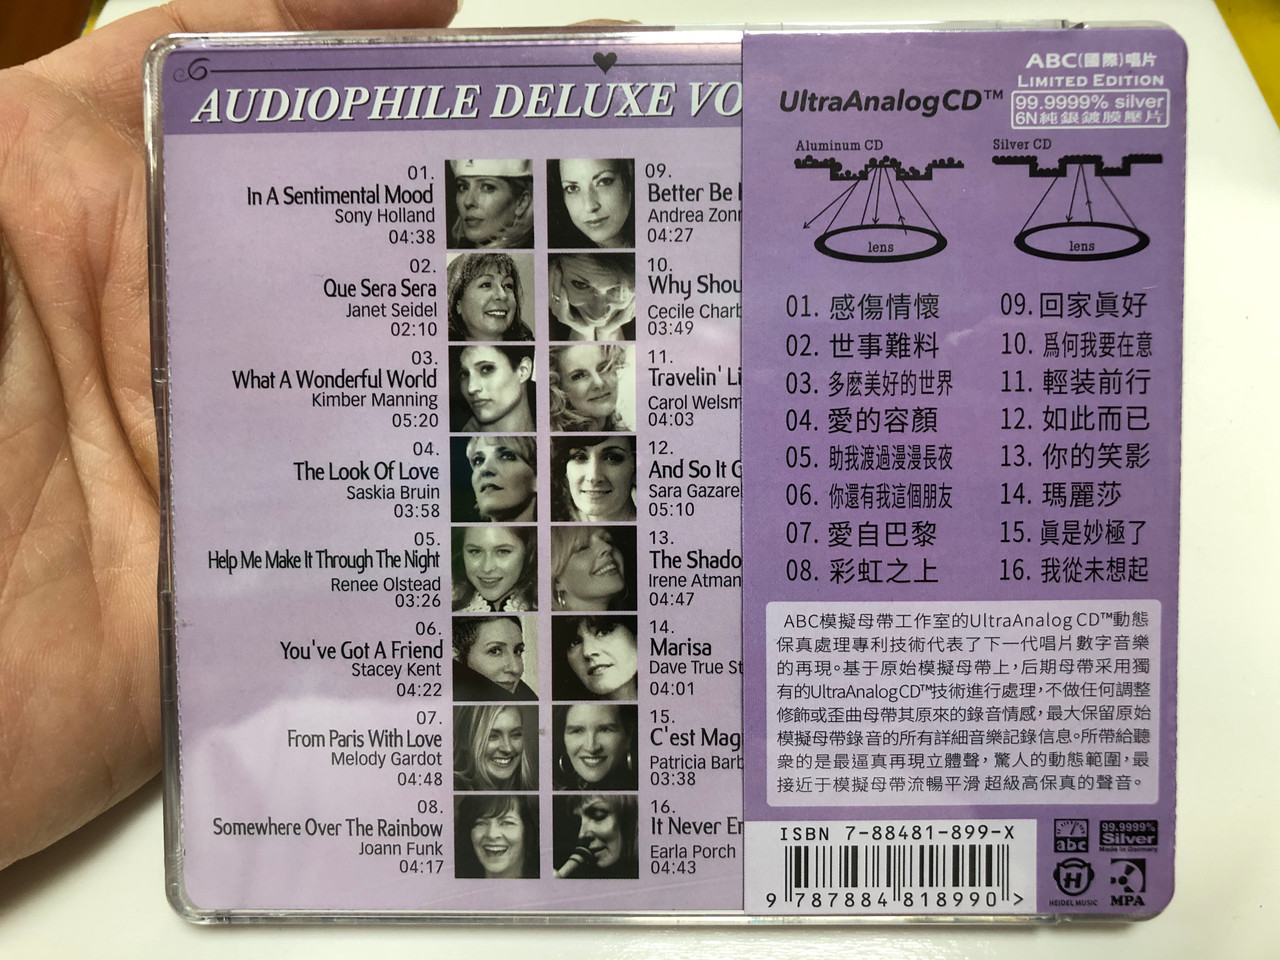 AUDIOPHILE DELUXE VO
01.
In A Sentimental Mood
Sony Holland
04:38
02.
Que Sera Sera
Janet Seidel
02:10
03.
What A Wonderful World
Kimber Manning
05:20
04.
The Look Of Love
Saskia Bruin
03:58
05.
Help Me Make It Through The Night
Renee Olstead
03:26
06.
You've Got A Friend
Stacey Kent
04:22
07.
From Paris With Love
Melody Gardot
04:48
08.
Somewhere Over The Rainbow
Joann Funk
04:17
09.
Better Be
Andrea Zonn
04:27
10.
Why Shou
Cecile Charb
03:49
11.
Travelin' Li
Carol Welsm
04:03
12.
And So It G
Sara Gazarek
05:10
13.
The Shado
Irene Atman
04:47
14.
Marisa
Dave True St
04:01
15.
C'est Mag
Patricia Barb
03:38
16.
It Never En
Earla Porch
04:43
ABC(國際)唱片
LIMITED EDITION
UltraAnalogCD™
99.9999% silver
6N純銀鍍膜壓片
Aluminum CD
Silver CD
lens
lens
01. 感傷情懷
02. 世事難料
03. 多麽美好的世界
04. 愛的容顏
05. 助我渡過漫漫長夜
06. 你還有我這個朋友
07. 愛自巴黎
08. 彩虹之上
09. 回家眞好
10. 爲何我要在意
11. 輕装前行
12. 如此而已
13. 你的笑影
14. 瑪麗莎
15. 眞是妙極了
16. 我從未想起
ABC模擬母帶工作室的UltraAnalog CD™動態
保真處理專利技術代表了下一代唱片數字音樂
的再現。基于原始模擬母帶上，后期母帶采用獨
有的UltraAnalogCD™技術進行處理，不做任何調整
修飾或歪曲母帶其原來的錄音情感，最大保留原始
模擬母帶錄音的所有詳細音樂記錄信息。所帶給聽
衆的是最逼真再現立體聲，驚人的動態範圍，最
接近于模擬母帶流暢平滑 超級高保真的聲音。
ISBN 7-88481-899-X
9 787884 818990 >
abc
99.9999%
Silver
Made in Germany
H
HEIDEL MUSIC
MPA